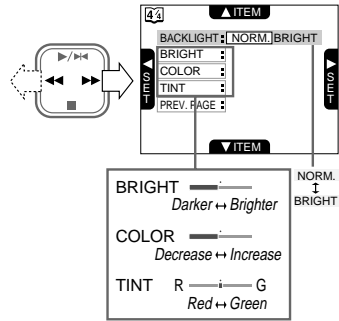 4¾
▲ITEM
BACKLIGHT: NORM. BRIGHT
BRIGHT :
COLOR :
TINT :
PREV. PAGE :
◀ SET
▶ SET
▼ITEM
NORM.
↕
BRIGHT
BRIGHT
Darker ↔ Brighter
COLOR
Decrease ↔ Increase
TINT R G
Red ↔ Green